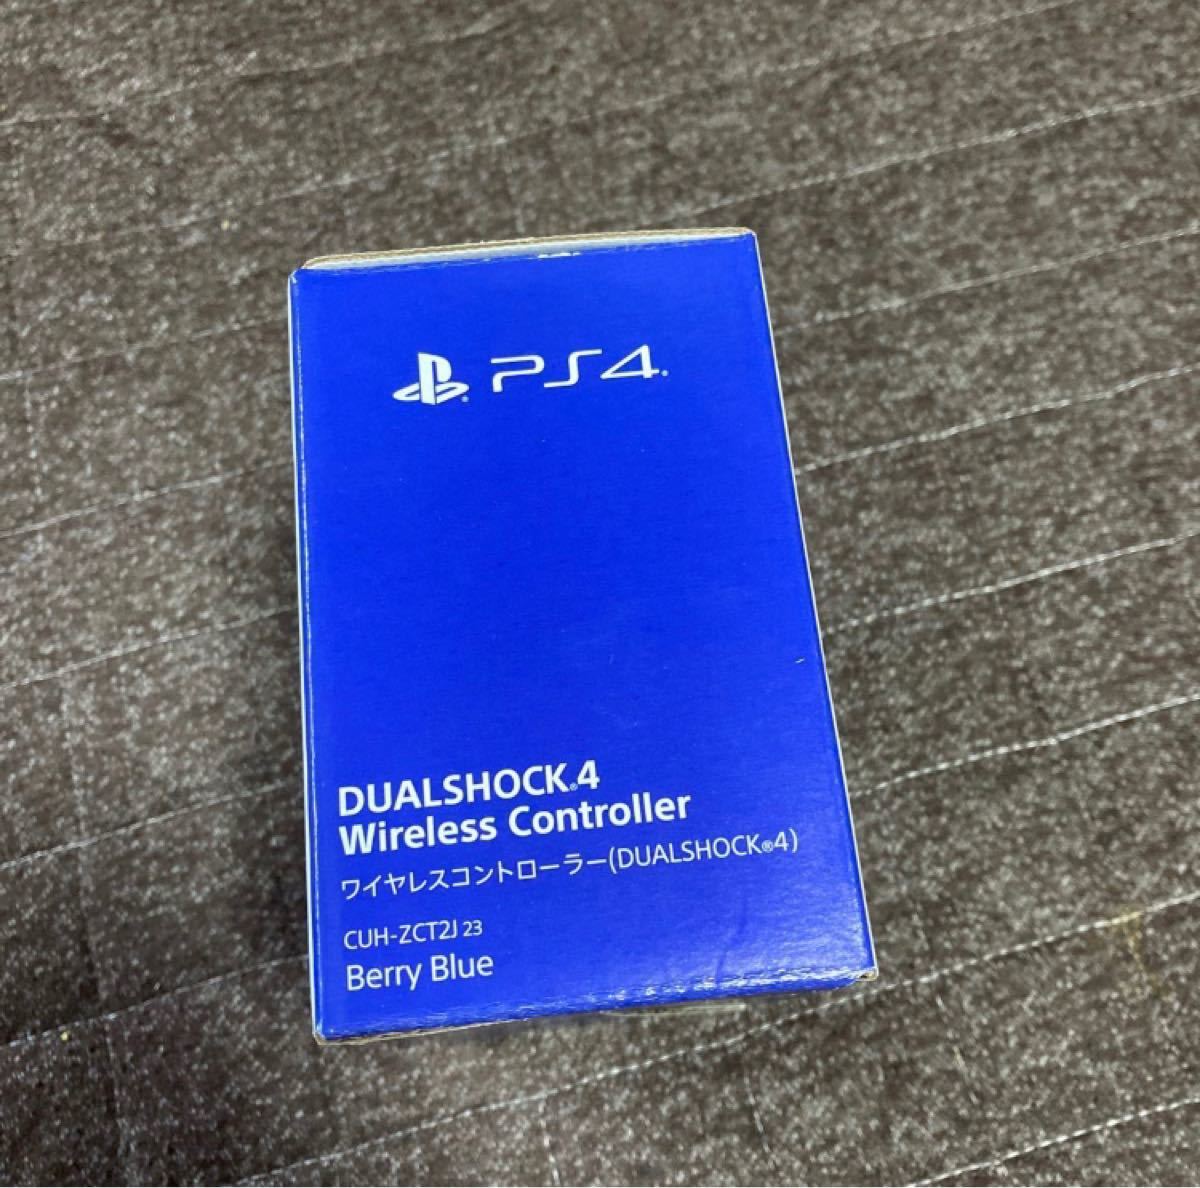 PS4®
DUALSHOCK®4
Wireless Controller
ワイヤレスコントローラー(DUALSHOCK®4)
CUH-ZCT2J 23
Berry Blue